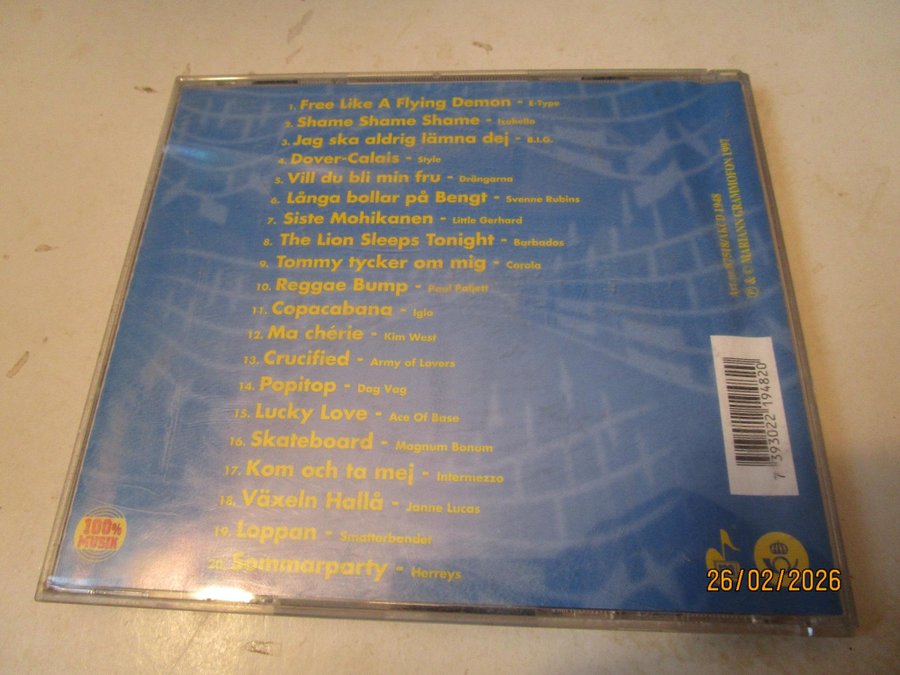 1. Free Like A Flying Demon - E-Type
2. Shame Shame Shame - Izabella
3. Jag ska aldrig lämna dej - B.I.G.
4. Dover-Calais - Style
5. Vill du bli min fru - Drängarna
6. Långa bollar på Bengt - Svenne Rubins
7. Siste Mohikanen - Little Gerhard
8. The Lion Sleeps Tonight - Barbados
9. Tommy tycker om mig - Carola
10. Reggae Bump - Paul Paljett
11. Copacabana - Iglo
12. Ma chérie - Kim West
13. Crucified - Army of Lovers
14. Popitop - Dag Vag
15. Lucky Love - Ace Of Base
16. Skateboard - Magnum Bonum
17. Kom och ta mej - Intermezzo
18. Växeln Hallå - Janne Lucas
19. Loppan - Smatterbandet
20. Sommarparty - Herreys
℗ & © MARIANN GRAMMOFON
7 393022 194820
100%
MUSIK
26/02/2026